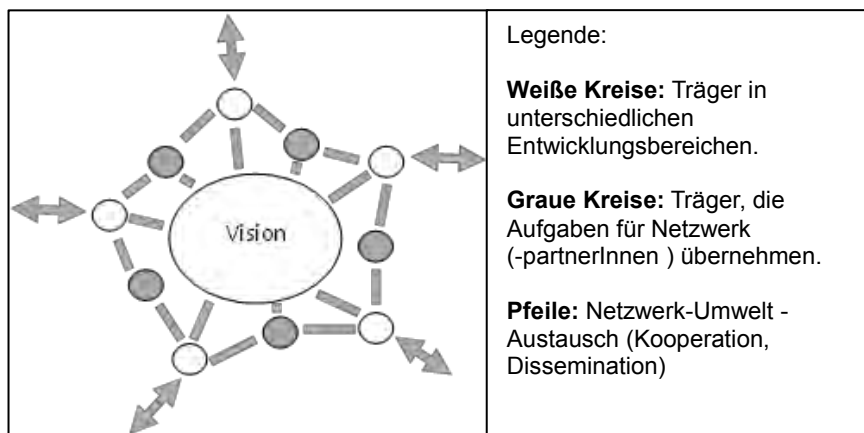 Vision
Legende:
Weiße Kreise: Träger in
unterschiedlichen
Entwicklungsbereichen.
Graue Kreise: Träger, die
Aufgaben für Netzwerk
(-partnerInnen ) übernehmen.
Pfeile: Netzwerk-Umwelt -
Austausch (Kooperation,
Dissemination)